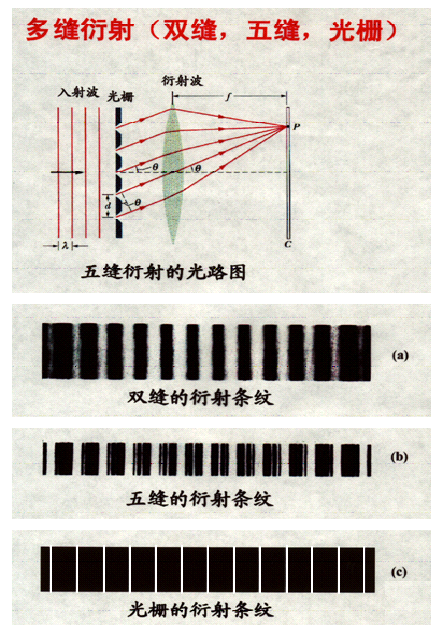 多缝衍射（双缝，五缝，光栅）
衍射波
入射波 光栅
f
P
θ
θ
d
θ
λ
C
五缝衍射的光路图
(a)
双缝的衍射条纹
(b)
五缝的衍射条纹
(c)
光栅的衍射条纹